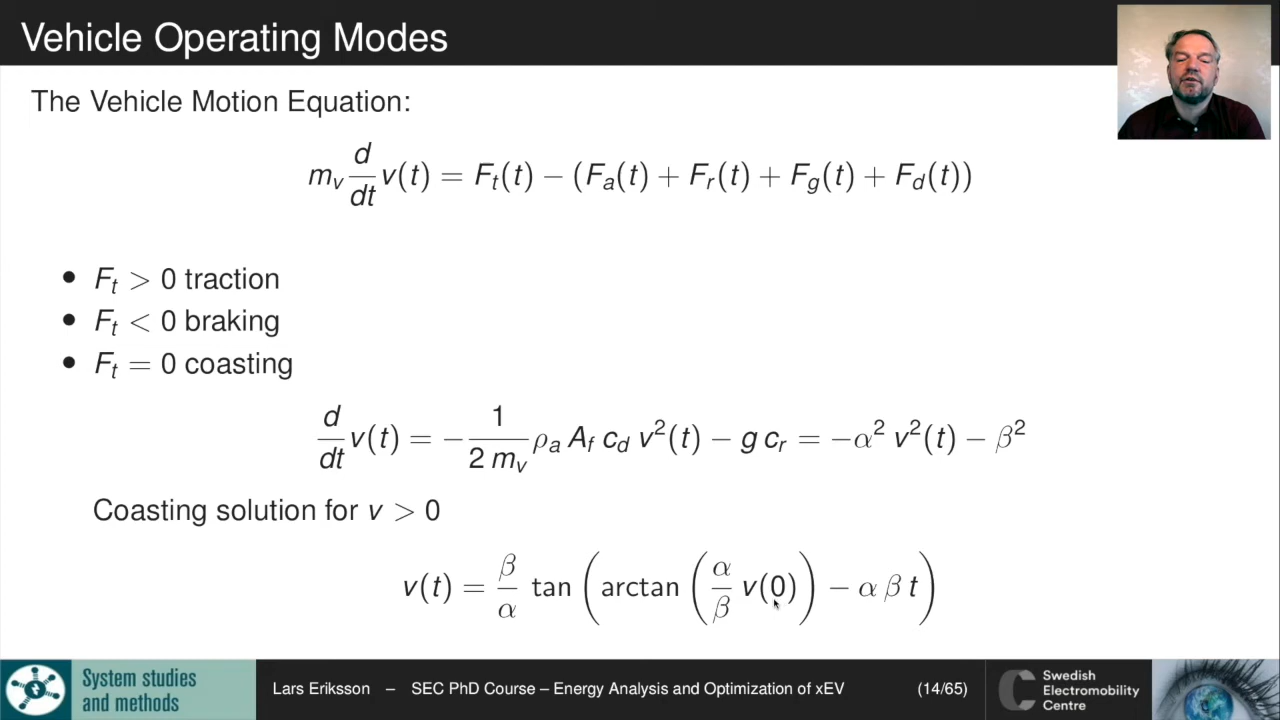 Vehicle Operating Modes
The Vehicle Motion Equation:
m_v d/dt v(t) = F_t(t) − (F_a(t) + F_r(t) + F_g(t) + F_d(t))
• F_t > 0 traction
• F_t < 0 braking
• F_t = 0 coasting
d/dt v(t) = − 1/(2 m_v) ρ_a A_f c_d v²(t) − g c_r = −α² v²(t) − β²
Coasting solution for v > 0
v(t) = β/α tan (arctan (α/β v(0)) − α β t)
System studies
and methods
Lars Eriksson – SEC PhD Course – Energy Analysis and Optimization of xEV
(14/65)
Swedish
Electromobility
Centre